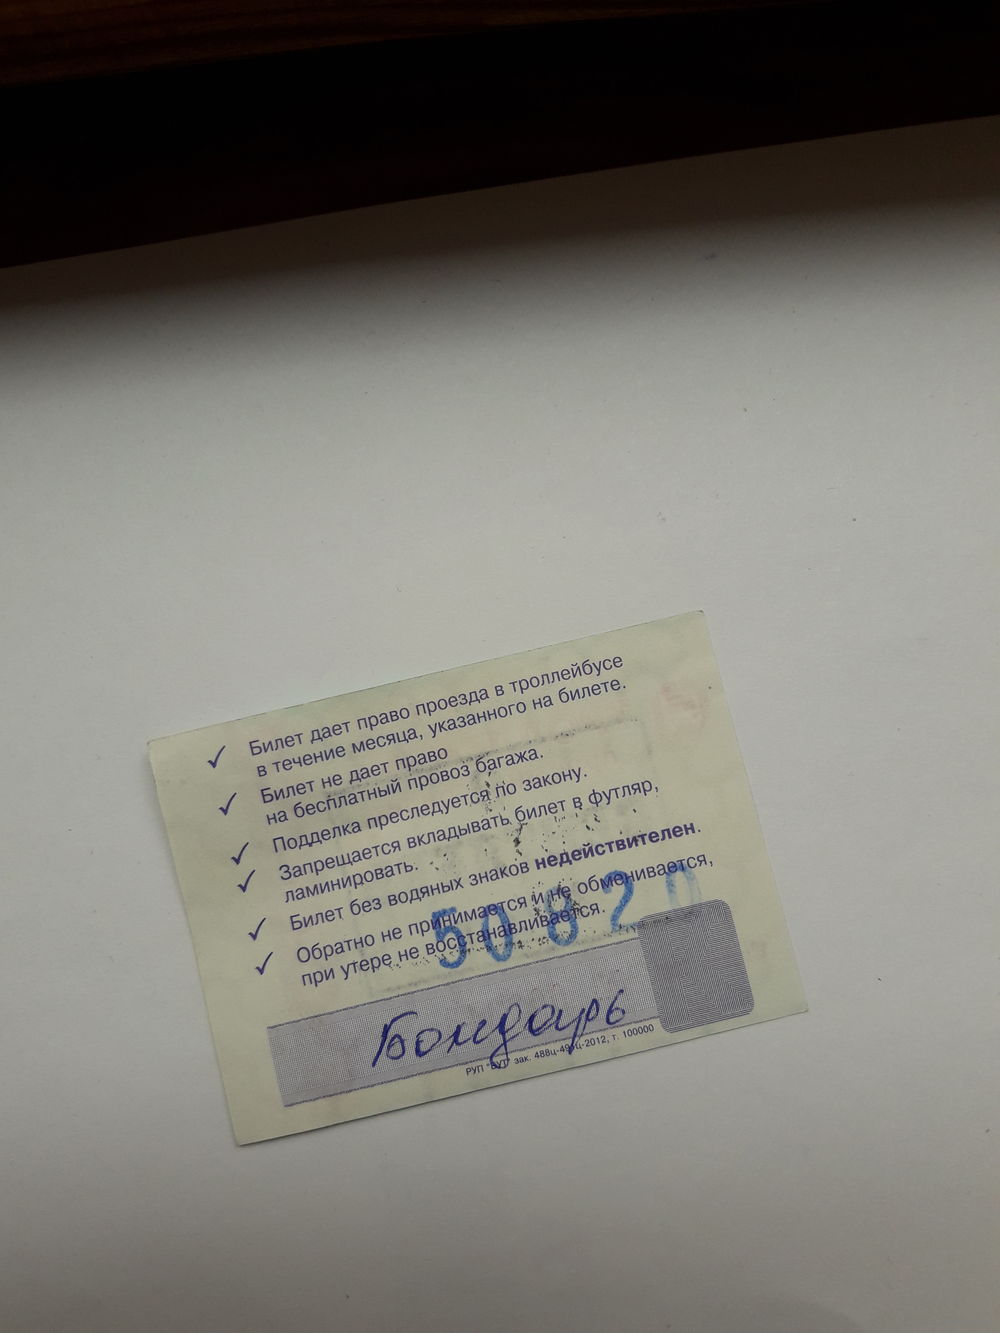 ✓ Билет дает право проезда в троллейбусе
в течение месяца, указанного на билете.
✓ Билет не дает право
на бесплатный провоз багажа.
✓ Подделка преследуется по закону.
✓ Запрещается вкладывать билет в футляр,
ламинировать.
✓ Билет без водяных знаков недействителен.
✓ Обратно не принимается и не обменивается,
при утере не восстанавливается.
50820
Бондарь
РУП "БУТ" зак. 488ц-499ц-2012, т. 100000